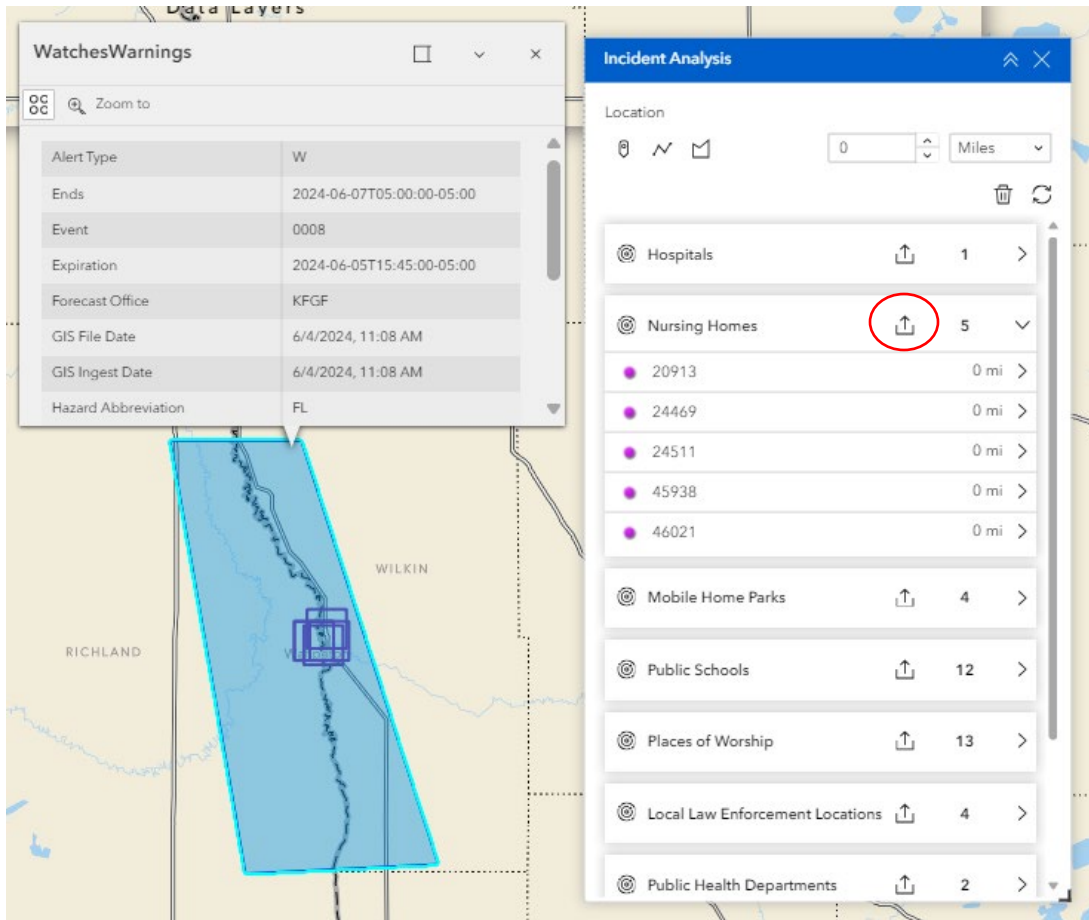 Data Layers
WatchesWarnings
Zoom to
Alert Type W
Ends 2024-06-07T05:00:00-05:00
Event 0008
Expiration 2024-06-05T15:45:00-05:00
Forecast Office KFGF
GIS File Date 6/4/2024, 11:08 AM
GIS Ingest Date 6/4/2024, 11:08 AM
Hazard Abbreviation FL
WILKIN
RICHLAND
Incident Analysis
Location
0 Miles
Hospitals 1
Nursing Homes 5
20913 0 mi
24469 0 mi
24511 0 mi
45938 0 mi
46021 0 mi
Mobile Home Parks 4
Public Schools 12
Places of Worship 13
Local Law Enforcement Locations 4
Public Health Departments 2